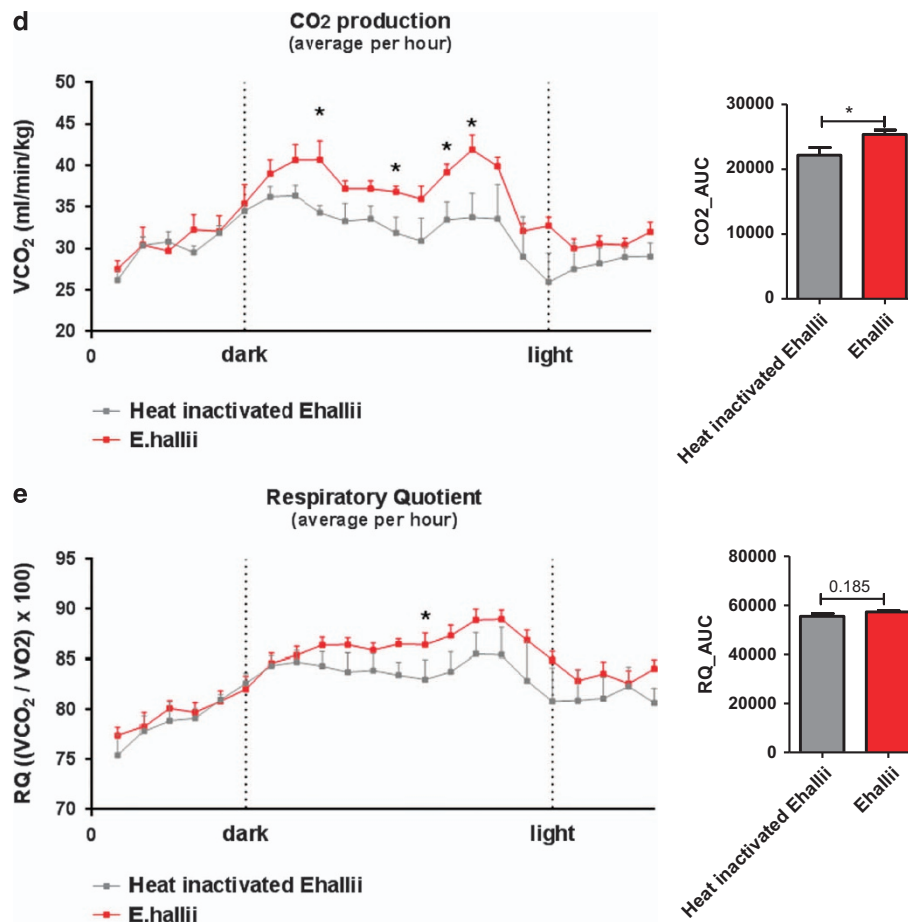 d
CO2 production
(average per hour)
VCO₂ (ml/min/kg)
50
45
40
35
30
25
20
0
dark
light
* * * *
Heat inactivated Ehallii
E.hallii
CO2_AUC
30000
20000
10000
0
*
Heat inactivated Ehallii
Ehallii
e
Respiratory Quotient
(average per hour)
RQ ((VCO₂ / VO2) x 100)
95
90
85
80
75
70
0
dark
light
*
Heat inactivated Ehallii
E.hallii
RQ_AUC
80000
60000
40000
20000
0
0.185
Heat inactivated Ehallii
Ehallii